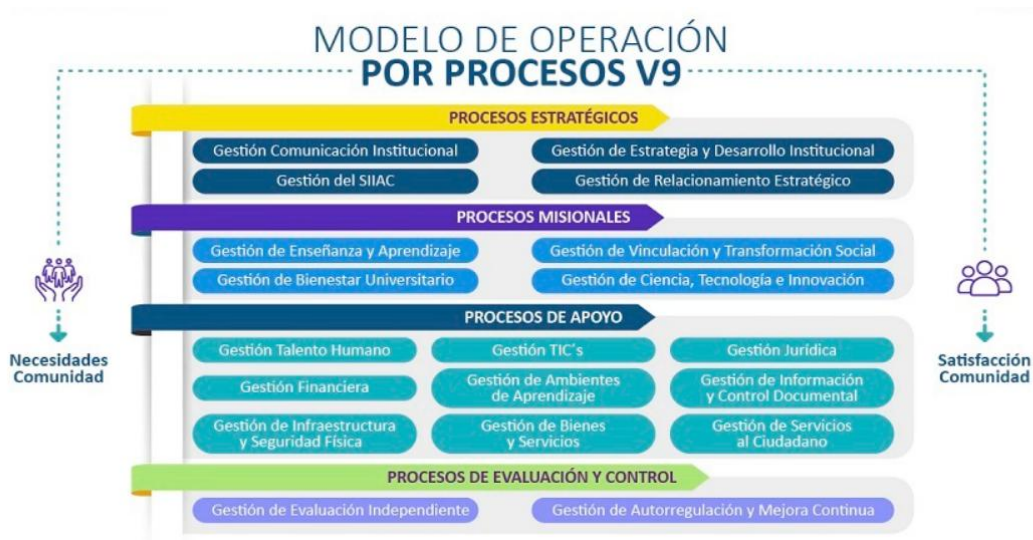 MODELO DE OPERACIÓN
POR PROCESOS V9
PROCESOS ESTRATÉGICOS
Gestión Comunicación Institucional
Gestión de Estrategia y Desarrollo Institucional
Gestión del SIIAC
Gestión de Relacionamiento Estratégico
PROCESOS MISIONALES
Gestión de Enseñanza y Aprendizaje
Gestión de Vinculación y Transformación Social
Gestión de Bienestar Universitario
Gestión de Ciencia, Tecnología e Innovación
PROCESOS DE APOYO
Gestión Talento Humano
Gestión TIC´s
Gestión Jurídica
Gestión Financiera
Gestión de Ambientes
de Aprendizaje
Gestión de Información
y Control Documental
Gestión de Infraestructura
y Seguridad Física
Gestión de Bienes
y Servicios
Gestión de Servicios
al Ciudadano
PROCESOS DE EVALUACIÓN Y CONTROL
Gestión de Evaluación Independiente
Gestión de Autorregulación y Mejora Continua
Necesidades
Comunidad
Satisfacción
Comunidad